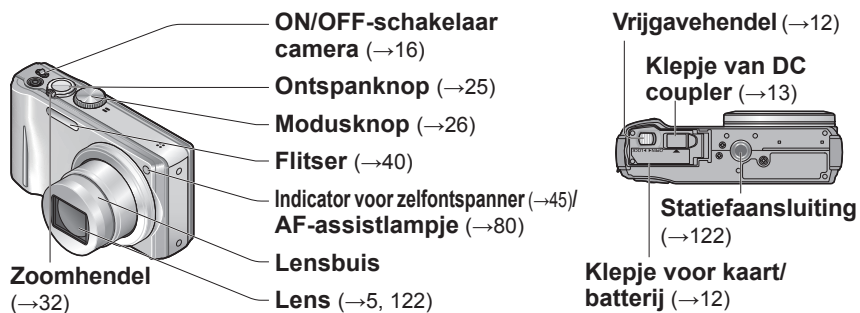 ON/OFF-schakelaar
camera (→16)
Ontspanknop (→25)
Modusknop (→26)
Flitser (→40)
Indicator voor zelfontspanner (→45)/
AF-assistlampje (→80)
Lensbuis
Lens (→5, 122)
Zoomhendel
(→32)
Vrijgavehendel (→12)
Klepje van DC
coupler (→13)
Statiefaansluiting
(→122)
Klepje voor kaart/
batterij (→12)